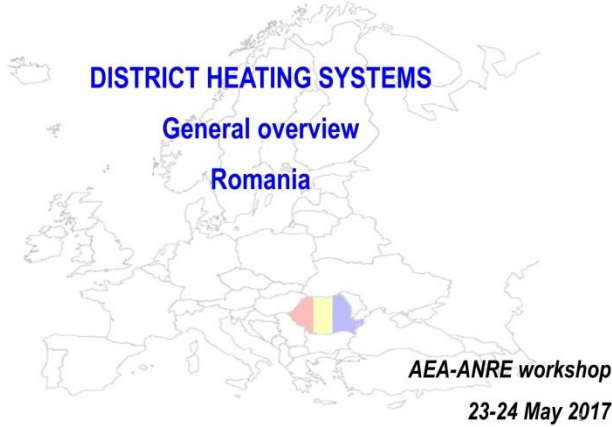 DISTRICT HEATING SYSTEMS
General overview
Romania
AEA-ANRE workshop
23-24 May 2017